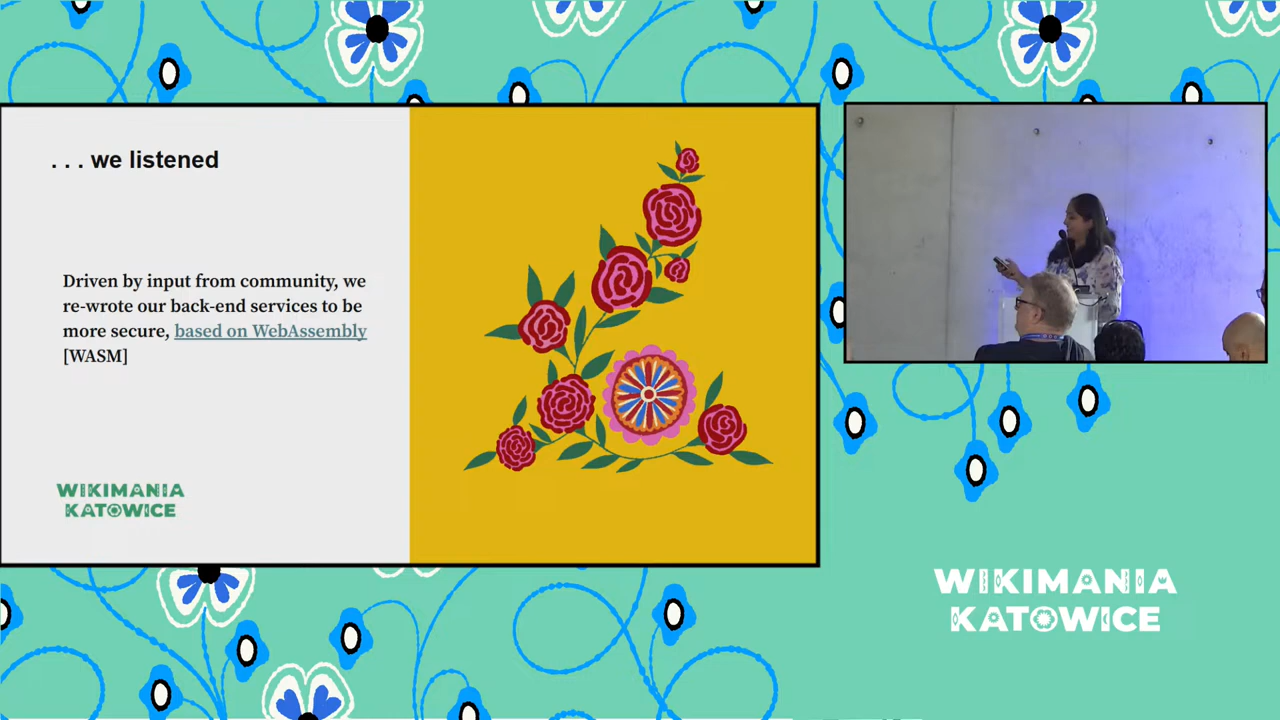 . . . we listened
Driven by input from community, we
re-wrote our back-end services to be
more secure, based on WebAssembly
[WASM]
WIKIMANIA
KATOWICE
WIKIMANIA
KATOWICE